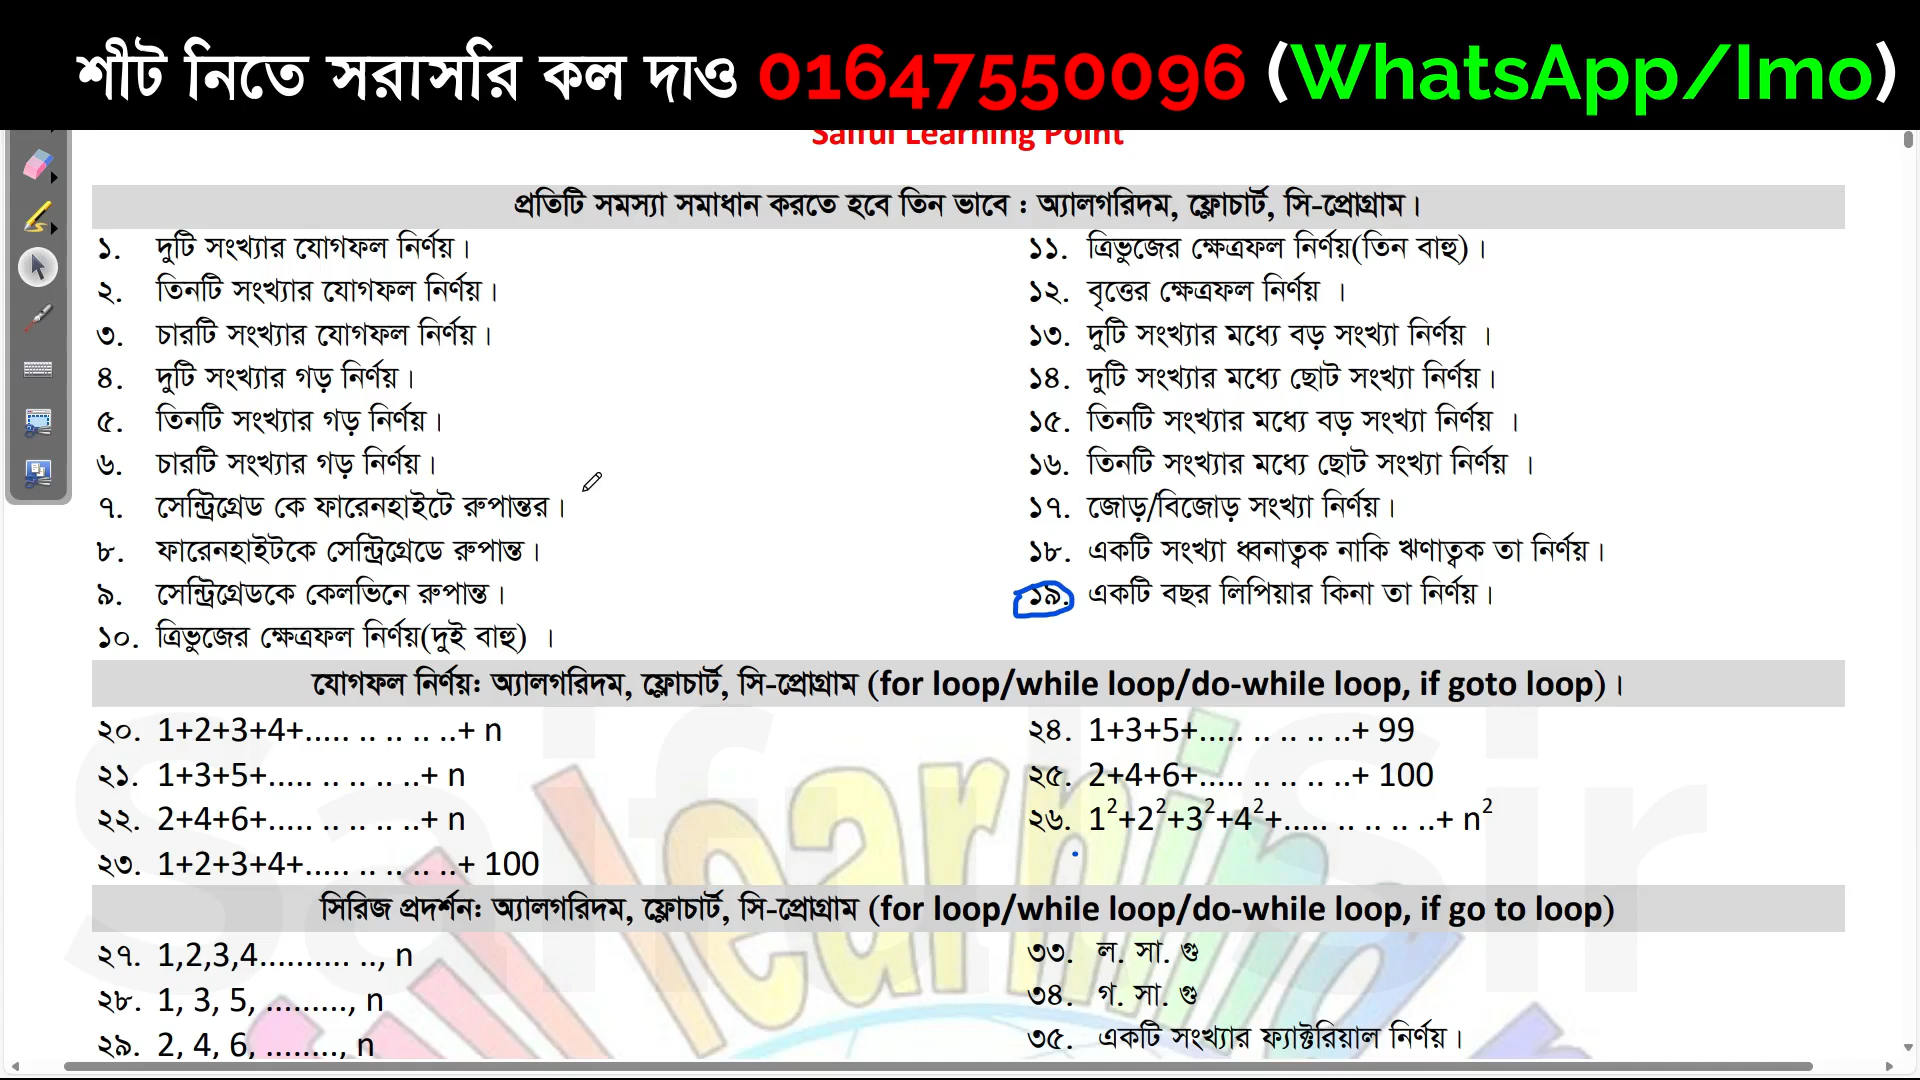 শীট নিতে সরাসরি কল দাও 01647550096 (WhatsApp/Imo)
Saiful Learning Point
প্রতিটি সমস্যা সমাধান করতে হবে তিন ভাবে : অ্যালগরিদম, ফ্লোচার্ট, সি-প্রোগ্রাম।
১. দুটি সংখ্যার যোগফল নির্ণয়।
২. তিনটি সংখ্যার যোগফল নির্ণয়।
৩. চারটি সংখ্যার যোগফল নির্ণয়।
৪. দুটি সংখ্যার গড় নির্ণয়।
৫. তিনটি সংখ্যার গড় নির্ণয়।
৬. চারটি সংখ্যার গড় নির্ণয়।
৭. সেন্ট্রিগ্রেড কে ফারেনহাইটে রুপান্তর।
৮. ফারেনহাইটকে সেন্ট্রিগ্রেডে রুপান্ত।
৯. সেন্ট্রিগ্রেডকে কেলভিনে রুপান্ত।
১০. ত্রিভুজের ক্ষেত্রফল নির্ণয়(দুই বাহু) ।
১১. ত্রিভুজের ক্ষেত্রফল নির্ণয়(তিন বাহু)।
১২. বৃত্তের ক্ষেত্রফল নির্ণয় ।
১৩. দুটি সংখ্যার মধ্যে বড় সংখ্যা নির্ণয় ।
১৪. দুটি সংখ্যার মধ্যে ছোট সংখ্যা নির্ণয়।
১৫. তিনটি সংখ্যার মধ্যে বড় সংখ্যা নির্ণয় ।
১৬. তিনটি সংখ্যার মধ্যে ছোট সংখ্যা নির্ণয় ।
১৭. জোড়/বিজোড় সংখ্যা নির্ণয়।
১৮. একটি সংখ্যা ধ্বনাত্বক নাকি ঋণাত্বক তা নির্ণয়।
১৯. একটি বছর লিপিয়ার কিনা তা নির্ণয়।
যোগফল নির্ণয়ঃ অ্যালগরিদম, ফ্লোচার্ট, সি-প্রোগ্রাম (for loop/while loop/do-while loop, if goto loop)।
২০. 1+2+3+4+..... .. .. .. ..+ n
২১. 1+3+5+..... .. .. .. ..+ n
২২. 2+4+6+..... .. .. .. ..+ n
২৩. 1+2+3+4+..... .. .. .. ..+ 100
২৪. 1+3+5+..... .. .. .. ..+ 99
২৫. 2+4+6+..... .. .. .. ..+ 100
২৬. 1²+2²+3²+4²+..... .. .. .. ..+ n²
সিরিজ প্রদর্শনঃ অ্যালগরিদম, ফ্লোচার্ট, সি-প্রোগ্রাম (for loop/while loop/do-while loop, if go to loop)
২৭. 1,2,3,4.......... .., n
২৮. 1, 3, 5, ........., n
২৯. 2, 4, 6, ........, n
৩৩. ল. সা. গু
৩৪. গ. সা. গু
৩৫. একটি সংখ্যার ফ্যাক্টরিয়াল নির্ণয়।
Saiful Sir
learning